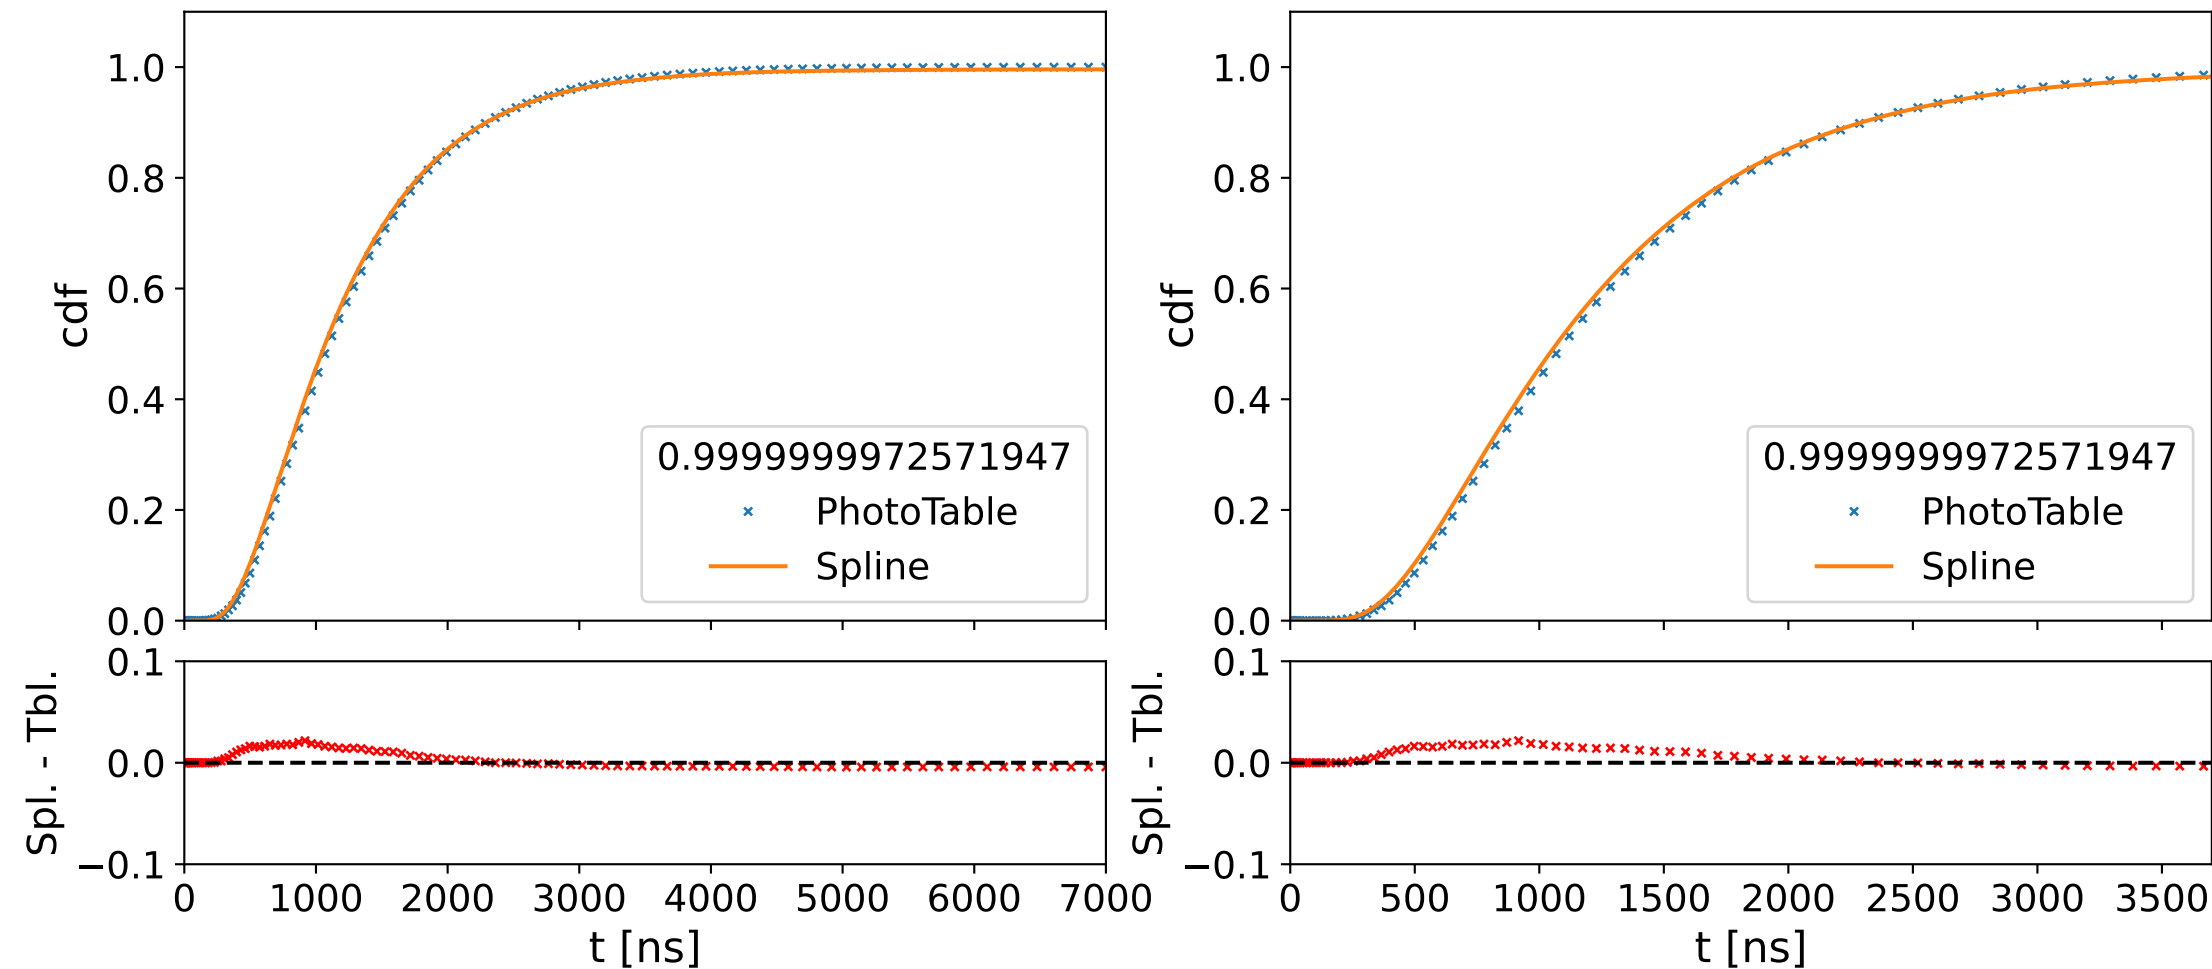 cdf
1.0
0.8
0.6
0.4
0.2
0.0
0.9999999972571947
PhotoTable
Spline
Spl. - Tbl.
0.1
0.0
−0.1
0 1000 2000 3000 4000 5000 6000 7000
t [ns]
cdf
1.0
0.8
0.6
0.4
0.2
0.0
0.9999999972571947
PhotoTable
Spline
Spl. - Tbl.
0.1
0.0
−0.1
0 500 1000 1500 2000 2500 3000 3500
t [ns]